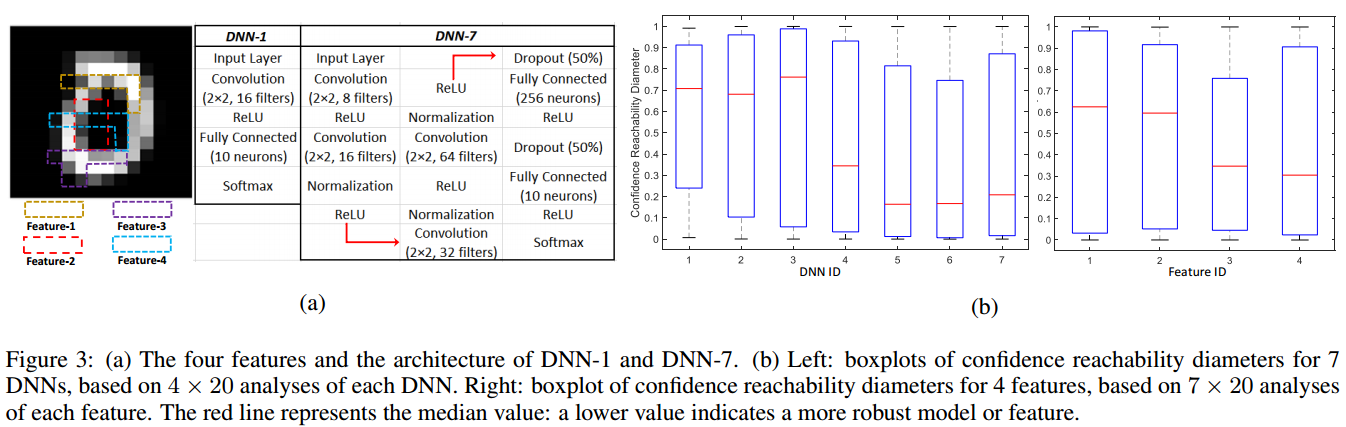 DNN-1
DNN-7
Input Layer
Input Layer
Dropout (50%)
Convolution
(2×2, 16 filters)
Convolution
(2×2, 8 filters)
ReLU
Fully Connected
(256 neurons)
ReLU
ReLU
Normalization
ReLU
Fully Connected
(10 neurons)
Convolution
(2×2, 16 filters)
Convolution
(2×2, 64 filters)
Dropout (50%)
Softmax
Normalization
ReLU
Fully Connected
(10 neurons)
ReLU
Normalization
ReLU
Convolution
(2×2, 32 filters)
Softmax
Feature-1
Feature-3
Feature-2
Feature-4
(a)
Confidence Reachability Diameter
1
0.9
0.8
0.7
0.6
0.5
0.4
0.3
0.2
0.1
0
1 2 3 4 5 6 7
DNN ID
1
0.9
0.8
0.7
0.6
0.5
0.4
0.3
0.2
0.1
0
1 2 3 4
Feature ID
(b)
Figure 3: (a) The four features and the architecture of DNN-1 and DNN-7. (b) Left: boxplots of confidence reachability diameters for 7
DNNs, based on 4 × 20 analyses of each DNN. Right: boxplot of confidence reachability diameters for 4 features, based on 7 × 20 analyses
of each feature. The red line represents the median value: a lower value indicates a more robust model or feature.